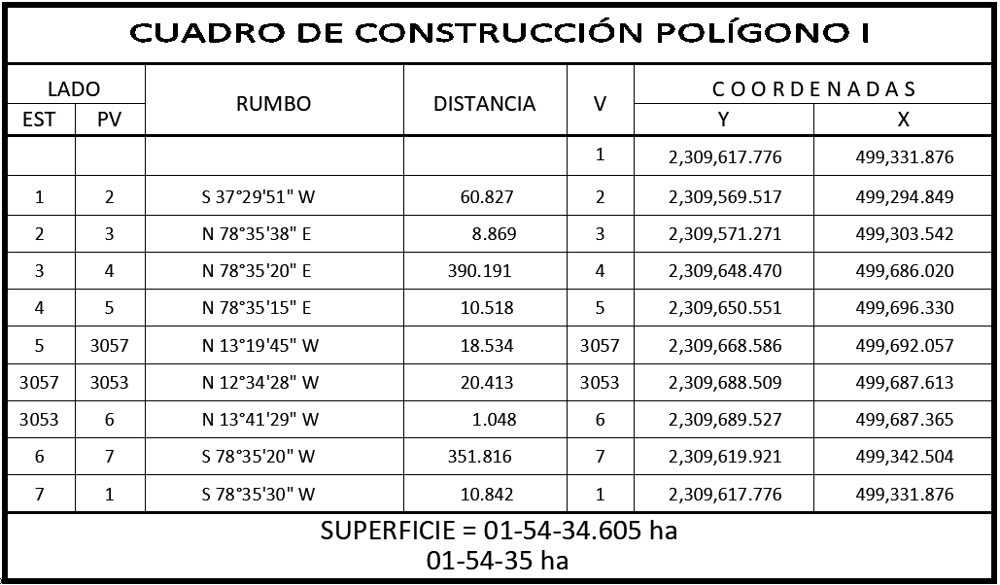 CUADRO DE CONSTRUCCIÓN POLÍGONO I
LADO RUMBO DISTANCIA V C O O R D E N A D A S
EST PV Y X
1 2,309,617.776 499,331.876
1 2 S 37°29'51" W 60.827 2 2,309,569.517 499,294.849
2 3 N 78°35'38" E 8.869 3 2,309,571.271 499,303.542
3 4 N 78°35'20" E 390.191 4 2,309,648.470 499,686.020
4 5 N 78°35'15" E 10.518 5 2,309,650.551 499,696.330
5 3057 N 13°19'45" W 18.534 3057 2,309,668.586 499,692.057
3057 3053 N 12°34'28" W 20.413 3053 2,309,688.509 499,687.613
3053 6 N 13°41'29" W 1.048 6 2,309,689.527 499,687.365
6 7 S 78°35'20" W 351.816 7 2,309,619.921 499,342.504
7 1 S 78°35'30" W 10.842 1 2,309,617.776 499,331.876
SUPERFICIE = 01-54-34.605 ha
01-54-35 ha